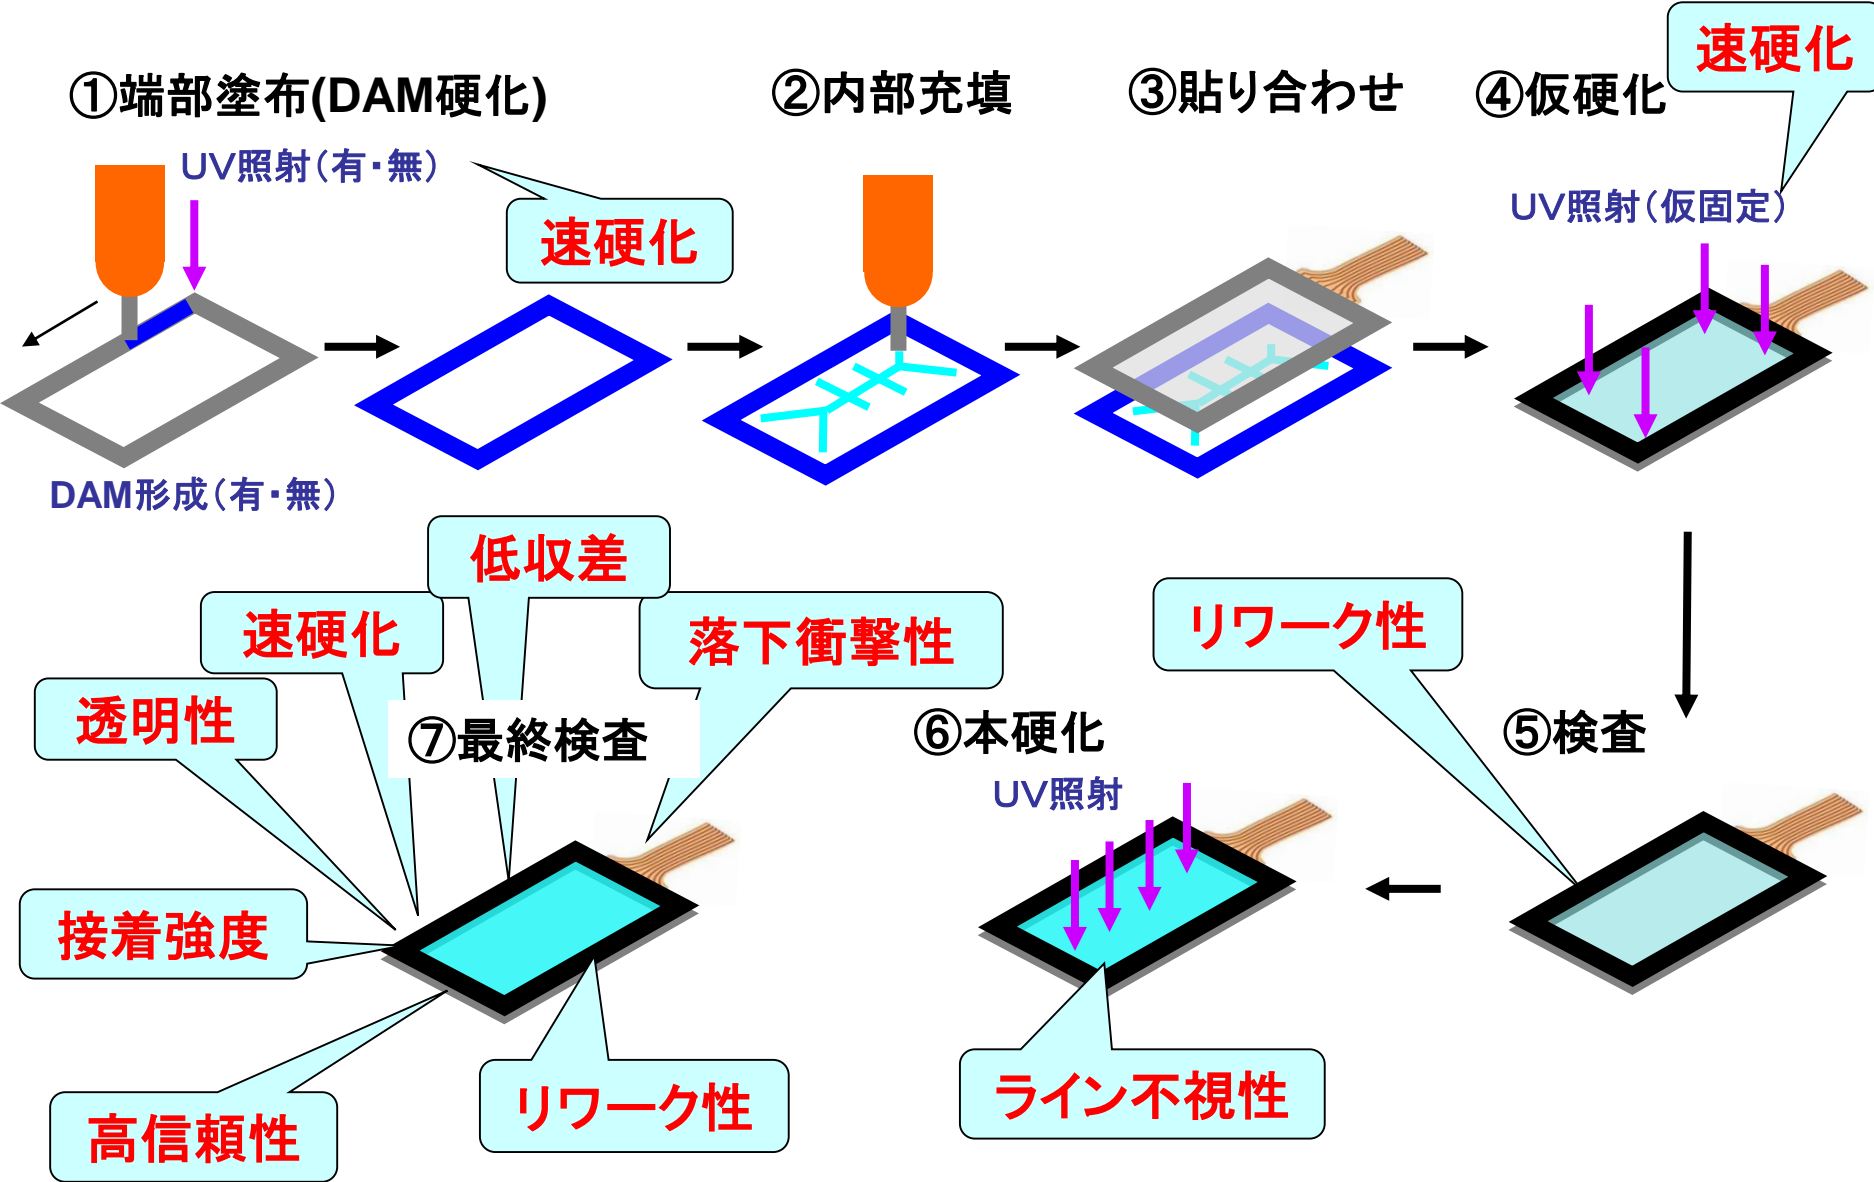 ①端部塗布(DAM硬化)
UV照射(有・無)
速硬化
DAM形成(有・無)
②内部充填
③貼り合わせ
④仮硬化
速硬化
UV照射(仮固定)
⑤検査
リワーク性
⑥本硬化
UV照射
ライン不視性
⑦最終検査
低収差
速硬化
落下衝撃性
透明性
接着強度
高信頼性
リワーク性